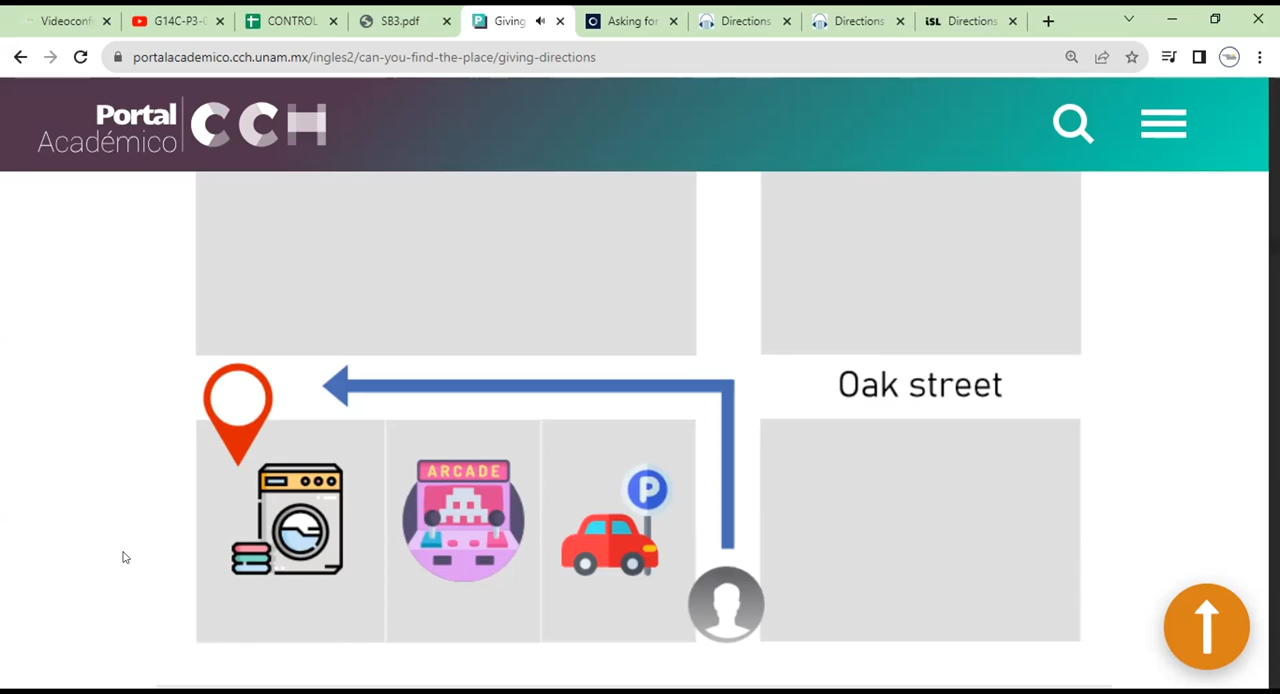 Videoconf
G14C-P3-
CONTROL
SB3.pdf
Giving
Asking for
Directions
Directions
iSL Directions
portalacademico.cch.unam.mx/ingles2/can-you-find-the-place/giving-directions
Portal
Académico
CCH
Oak street
ARCADE
P